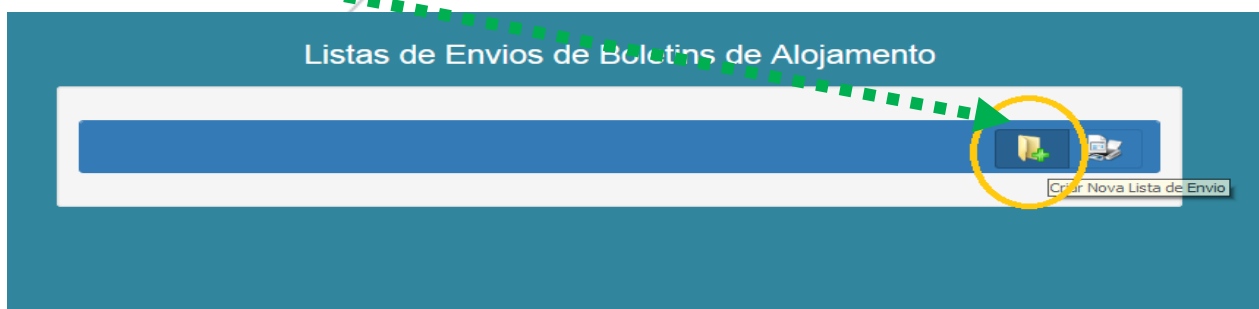 Listas de Envios de Boletins de Alojamento
Criar Nova Lista de Envio